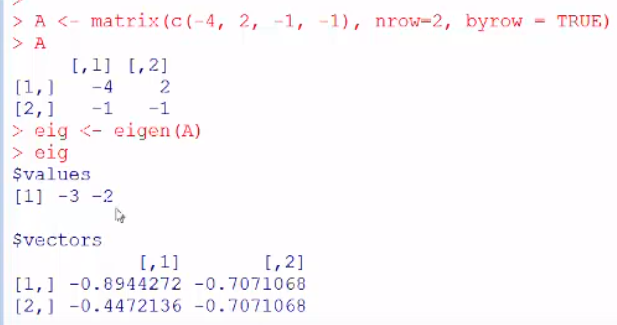 > A <- matrix(c(-4, 2, -1, -1), nrow=2, byrow = TRUE)
> A
     [,1] [,2]
[1,]   -4    2
[2,]   -1   -1
> eig <- eigen(A)
> eig
$values
[1] -3 -2
$vectors
           [,1]       [,2]
[1,] -0.8944272 -0.7071068
[2,] -0.4472136 -0.7071068